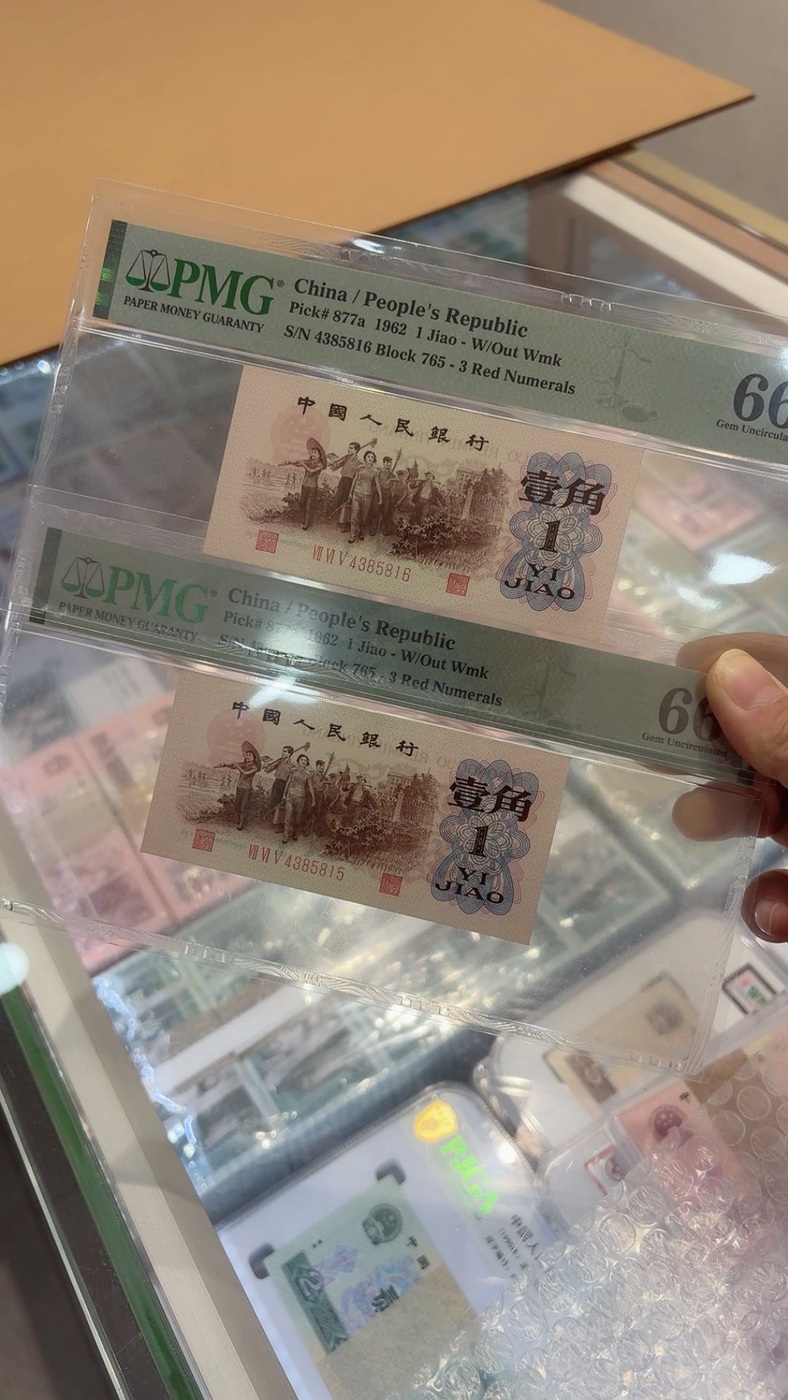 PMG®
PAPER MONEY GUARANTY
China / People's Republic
Pick# 877a 1962 1 Jiao - W/Out Wmk
S/N 4385816 Block 765 - 3 Red Numerals
66
Gem Uncircula
中國人民銀行
壹角
1
YI
JIAO
VII VI V 4385816
PMG®
PAPER MONEY GUARANTY
China / People's Republic
Pick# 1962 1 Jiao - W/Out Wmk
S/N Block 765 - 3 Red Numerals
66
Gem Uncirculate
中國人民銀行
壹角
1
YI
JIAO
VII VI V 4385815
PJGA